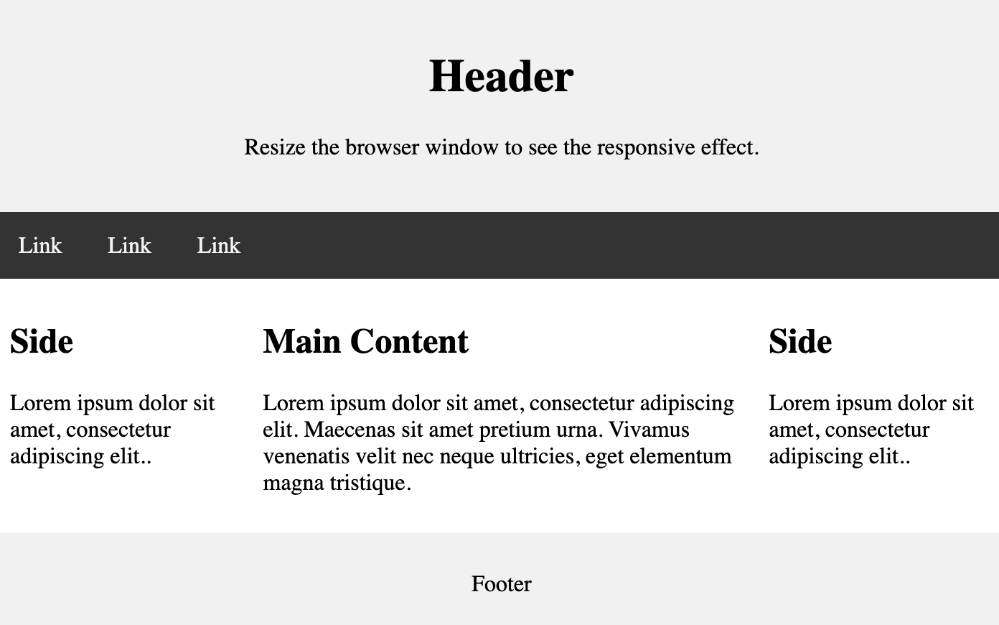 Header
Resize the browser window to see the responsive effect.
Link Link Link
Side
Lorem ipsum dolor sit
amet, consectetur
adipiscing elit..
Main Content
Lorem ipsum dolor sit amet, consectetur adipiscing
elit. Maecenas sit amet pretium urna. Vivamus
venenatis velit nec neque ultricies, eget elementum
magna tristique.
Side
Lorem ipsum dolor sit
amet, consectetur
adipiscing elit..
Footer